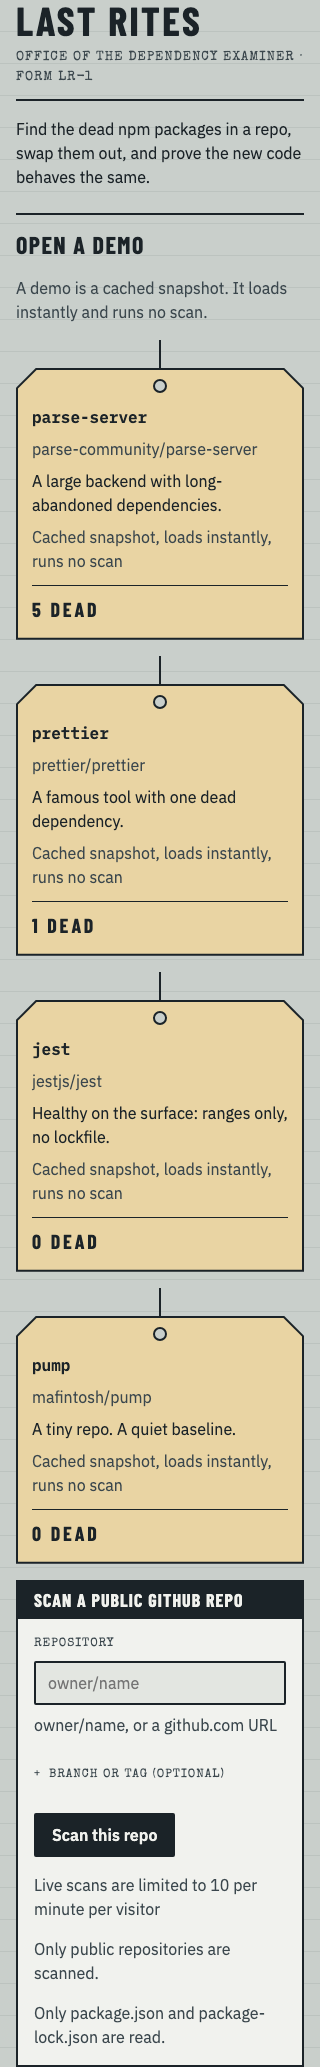 LAST RITES
OFFICE OF THE DEPENDENCY EXAMINER ·
FORM LR-1
Find the dead npm packages in a repo,
swap them out, and prove the new code
behaves the same.
OPEN A DEMO
A demo is a cached snapshot. It loads
instantly and runs no scan.
parse-server
parse-community/parse-server
A large backend with long-
abandoned dependencies.
Cached snapshot, loads instantly,
runs no scan
5 DEAD
prettier
prettier/prettier
A famous tool with one dead
dependency.
Cached snapshot, loads instantly,
runs no scan
1 DEAD
jest
jestjs/jest
Healthy on the surface: ranges only,
no lockfile.
Cached snapshot, loads instantly,
runs no scan
0 DEAD
pump
mafintosh/pump
A tiny repo. A quiet baseline.
Cached snapshot, loads instantly,
runs no scan
0 DEAD
SCAN A PUBLIC GITHUB REPO
REPOSITORY
owner/name
owner/name, or a github.com URL
+ BRANCH OR TAG (OPTIONAL)
Scan this repo
Live scans are limited to 10 per
minute per visitor
Only public repositories are
scanned.
Only package.json and package-
lock.json are read.